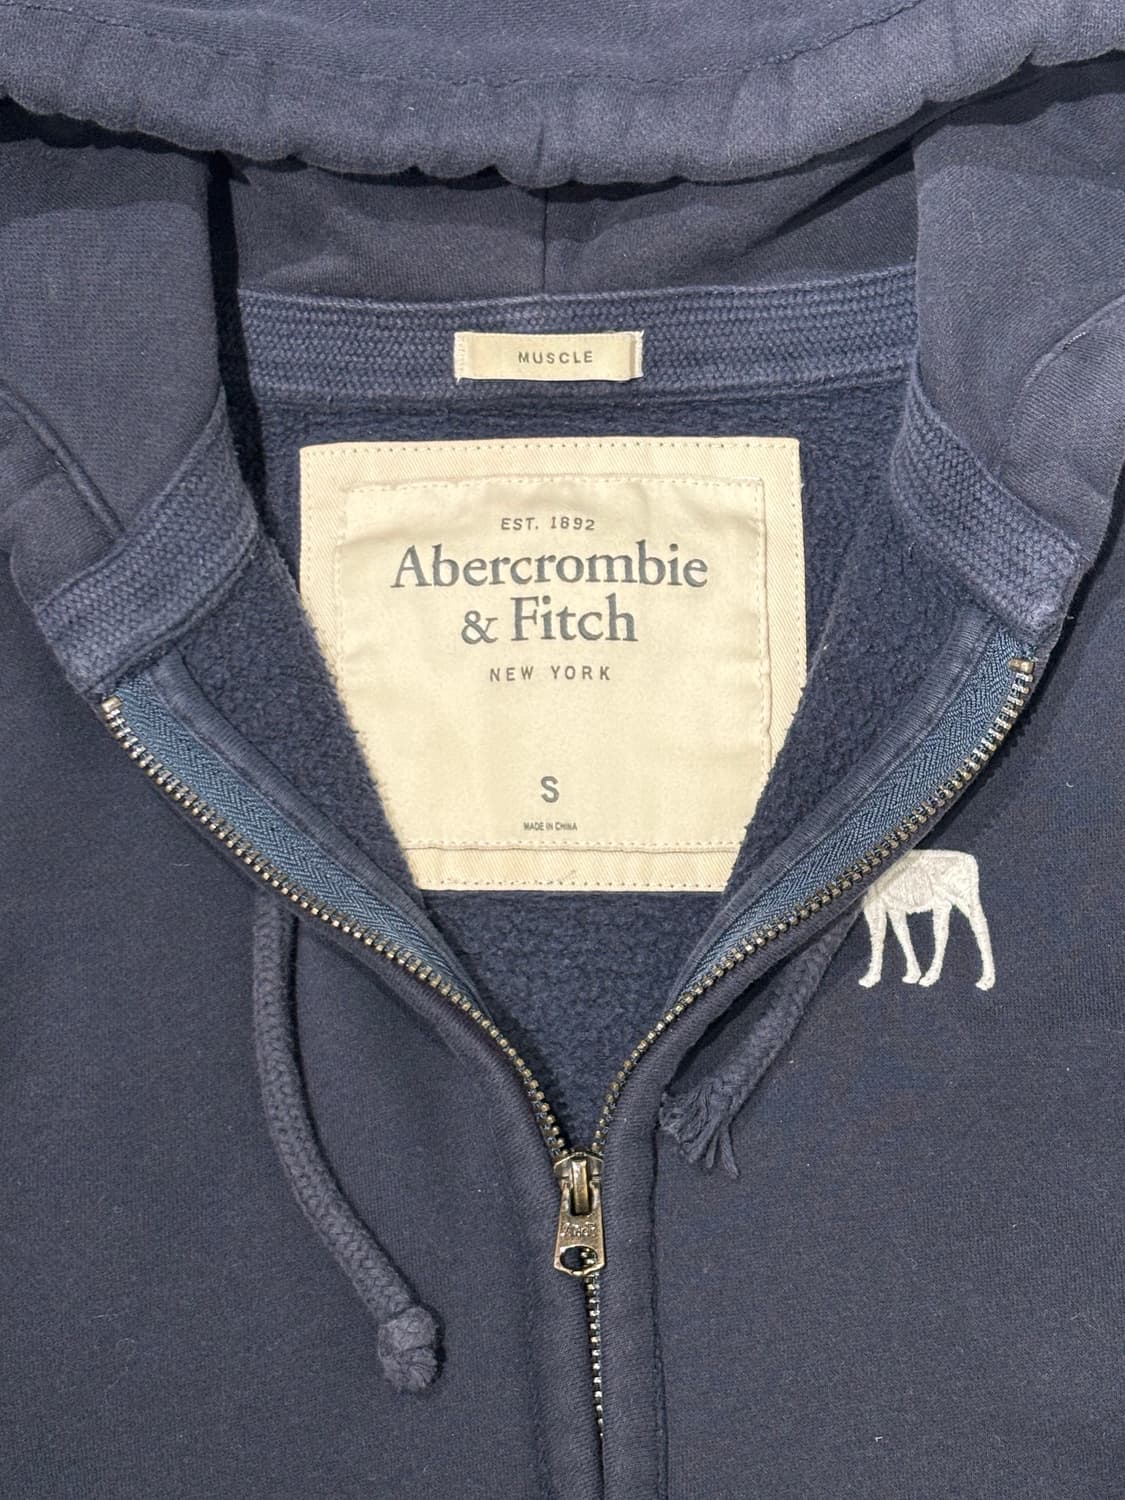 MUSCLE
EST. 1892
Abercrombie
& Fitch
NEW YORK
S
MADE IN CHINA